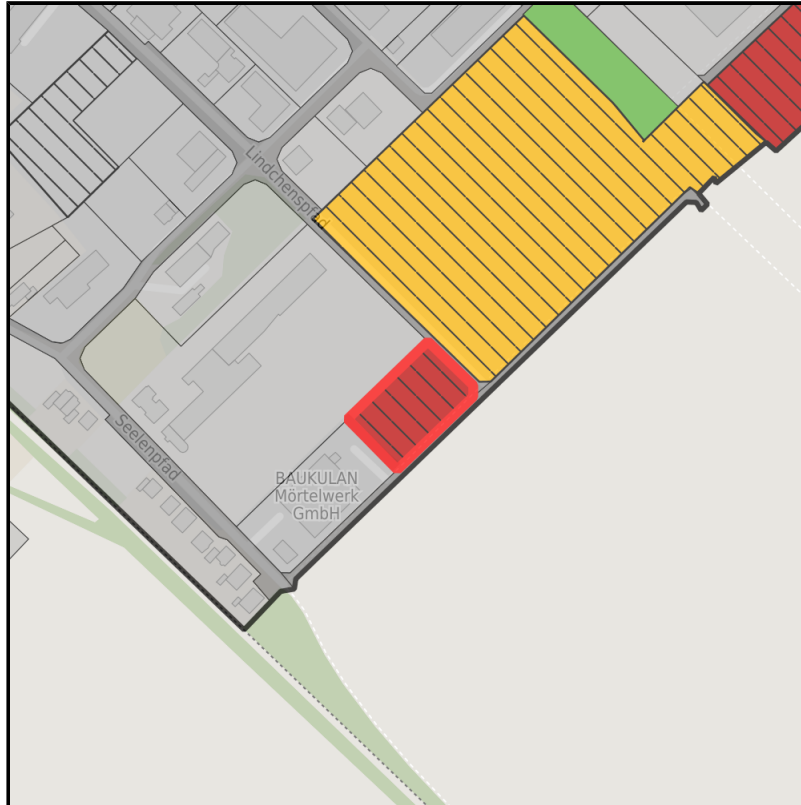 Lindchenspfad
Seelenpfad
BAUKULAN
Mörtelwerk
GmbH